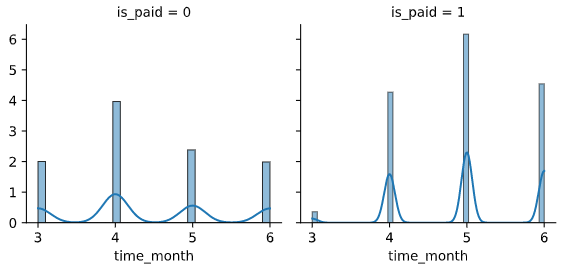 is_paid = 0
is_paid = 1
6
5
4
3
2
1
0
3 4 5 6
3 4 5 6
time_month
time_month